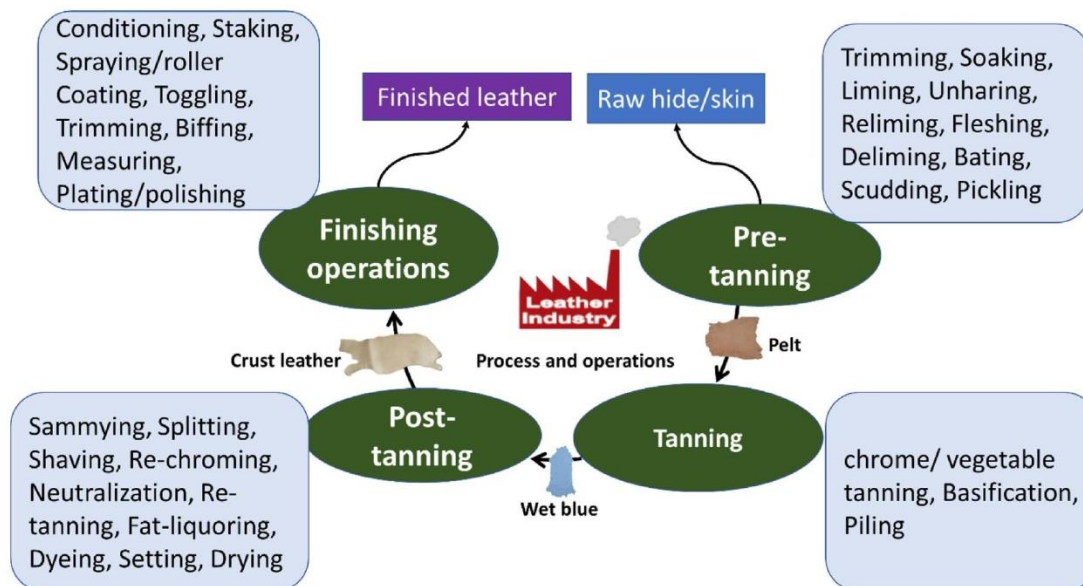 Conditioning, Staking,
Spraying/roller
Coating, Toggling,
Trimming, Biffing,
Measuring,
Plating/polishing
Finished leather
Raw hide/skin
Trimming, Soaking,
Liming, Unharing,
Reliming, Fleshing,
Deliming, Bating,
Scudding, Pickling
Finishing
operations
Pre-
tanning
Leather
Industry
Crust leather
Process and operations
Pelt
Sammying, Splitting,
Shaving, Re-chroming,
Neutralization, Re-
tanning, Fat-liquoring,
Dyeing, Setting, Drying
Post-
tanning
Tanning
Wet blue
chrome/ vegetable
tanning, Basification,
Piling